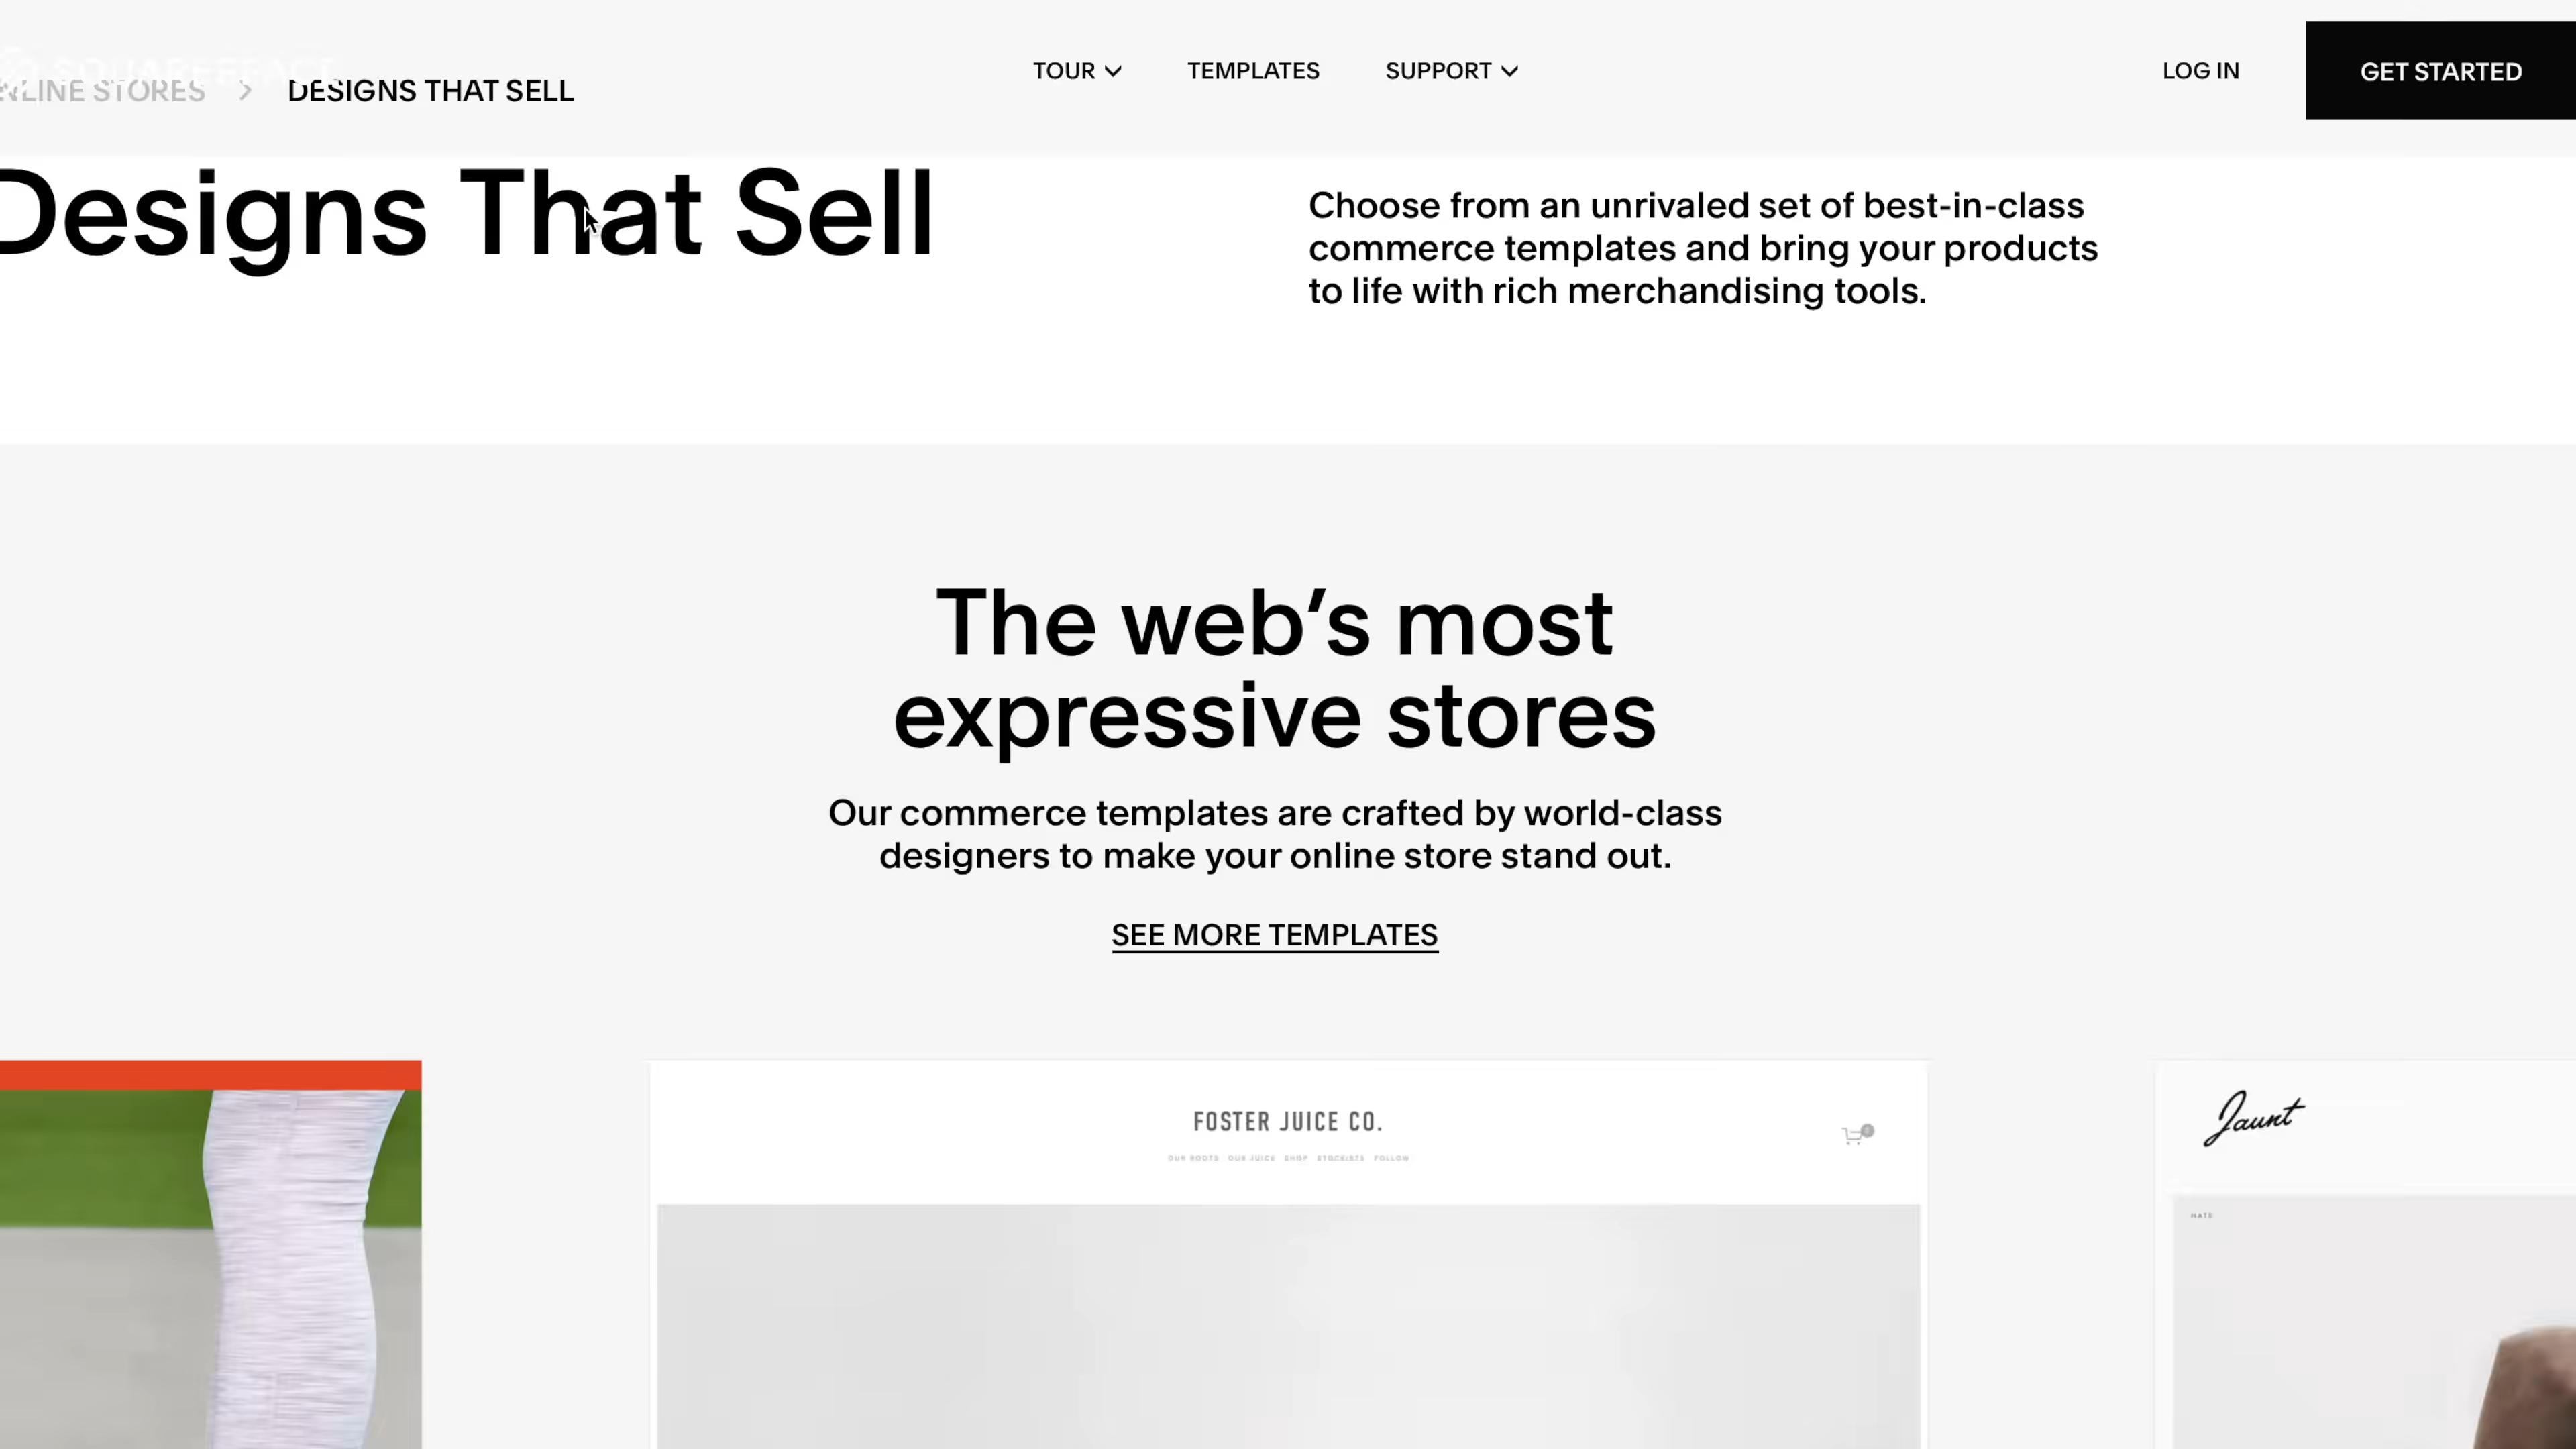 SQUARESPACE
TOUR
TEMPLATES
SUPPORT
LOG IN
GET STARTED
STORES
DESIGNS THAT SELL
Designs That Sell
Choose from an unrivaled set of best-in-class
commerce templates and bring your products
to life with rich merchandising tools.
The web’s most
expressive stores
Our commerce templates are crafted by world-class
designers to make your online store stand out.
SEE MORE TEMPLATES
FOSTER JUICE CO.
OUR ROOTS OUR JUICE SHOP STOCKISTS FOLLOW
Jaunt